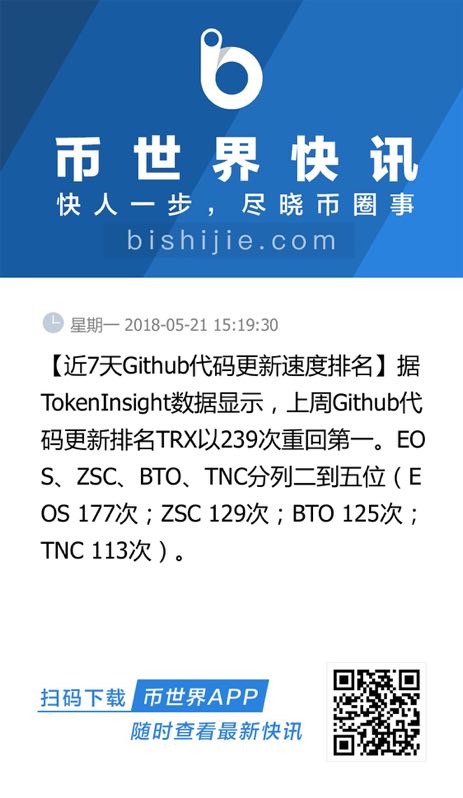 币世界快讯
快人一步，尽晓币圈事
bishijie.com
星期一 2018-05-21 15:19:30
【近7天Github代码更新速度排名】据
TokenInsight数据显示，上周Github代
码更新排名TRX以239次重回第一。EO
S、ZSC、BTO、TNC分列二到五位（E
OS 177次；ZSC 129次；BTO 125次；
TNC 113次）。
扫码下载 币世界APP
随时查看最新快讯